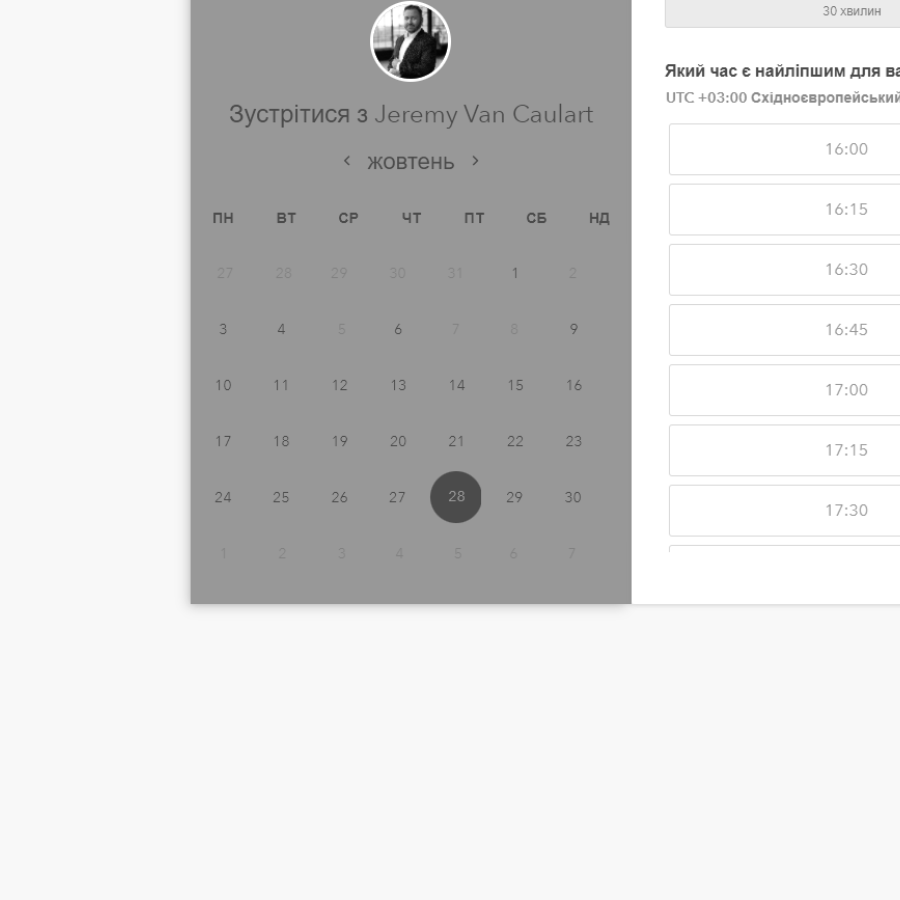 Зустрітися з Jeremy Van Caulart
жовтень
ПН ВТ СР ЧТ ПТ СБ НД
27 28 29 30 31 1 2
3 4 5 6 7 8 9
10 11 12 13 14 15 16
17 18 19 20 21 22 23
24 25 26 27 28 29 30
1 2 3 4 5 6 7
30 хвилин
Який час є найліпшим для ва
UTC +03:00 Східноєвропейський
16:00
16:15
16:30
16:45
17:00
17:15
17:30